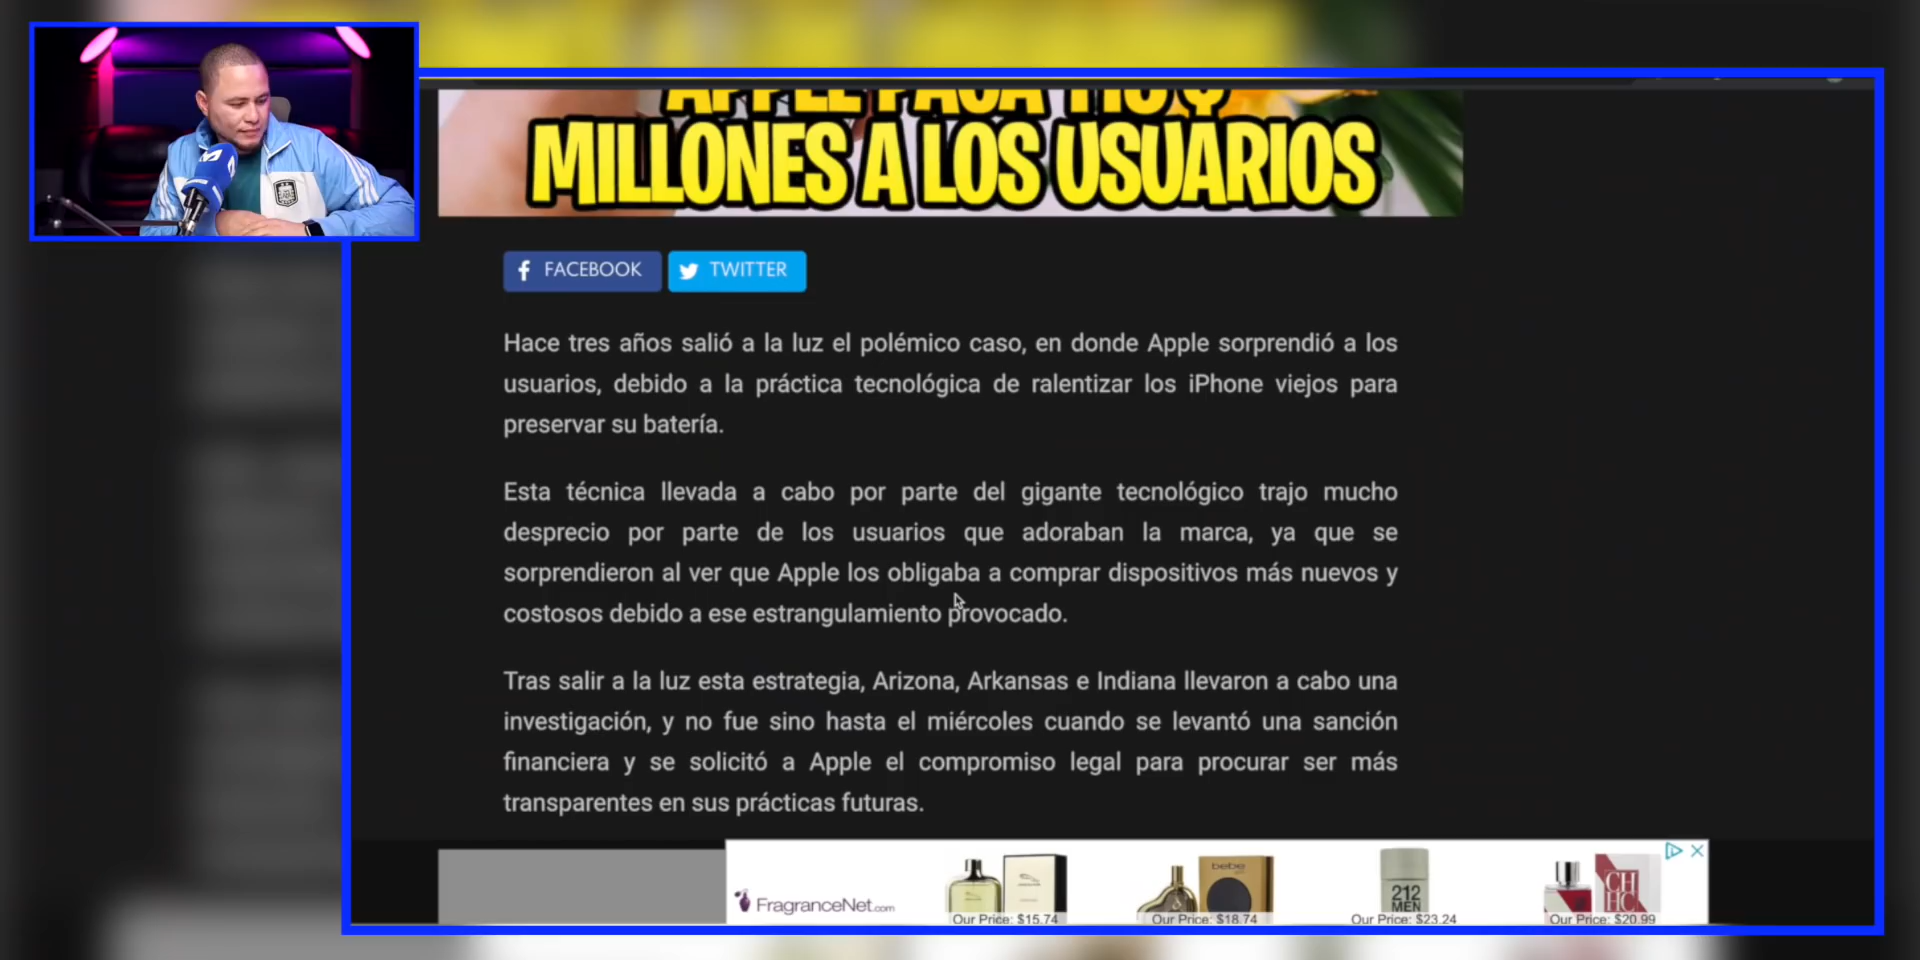 APPLE PAGA 113
MILLONES A LOS USUARIOS
FACEBOOK TWITTER
Hace tres años salió a la luz el polémico caso, en donde Apple sorprendió a los
usuarios, debido a la práctica tecnológica de ralentizar los iPhone viejos para
preservar su batería.
Esta técnica llevada a cabo por parte del gigante tecnológico trajo mucho
desprecio por parte de los usuarios que adoraban la marca, ya que se
sorprendieron al ver que Apple los obligaba a comprar dispositivos más nuevos y
costosos debido a ese estrangulamiento provocado.
Tras salir a la luz esta estrategia, Arizona, Arkansas e Indiana llevaron a cabo una
investigación, y no fue sino hasta el miércoles cuando se levantó una sanción
financiera y se solicitó a Apple el compromiso legal para procurar ser más
transparentes en sus prácticas futuras.
FragranceNet.com
bebe
212
MEN
CH
HC
Our Price: $15.74
Our Price: $18.74
Our Price: $23.24
Our Price: $20.99